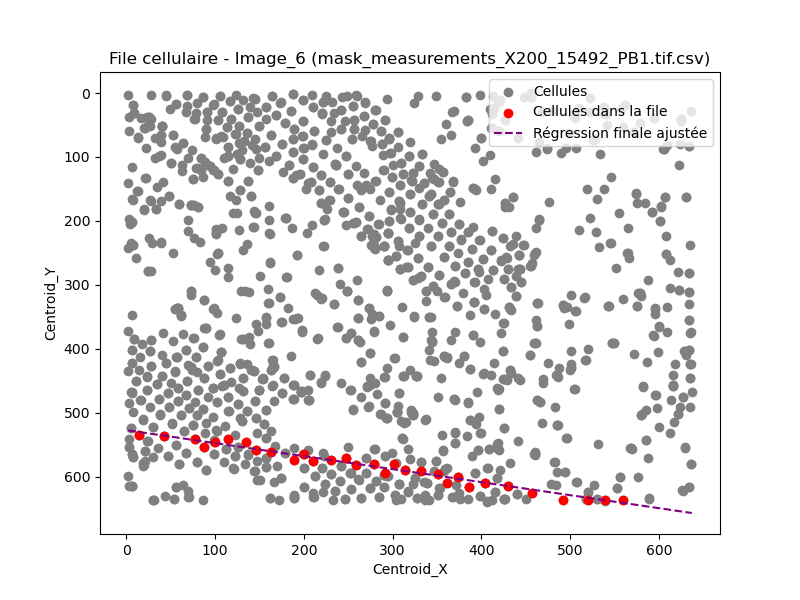 File cellulaire - Image_6 (mask_measurements_X200_15492_PB1.tif.csv)
Cellules
Cellules dans la file
Régression finale ajustée
0
100
200
300
400
500
600
Centroid_Y
0 100 200 300 400 500 600
Centroid_X